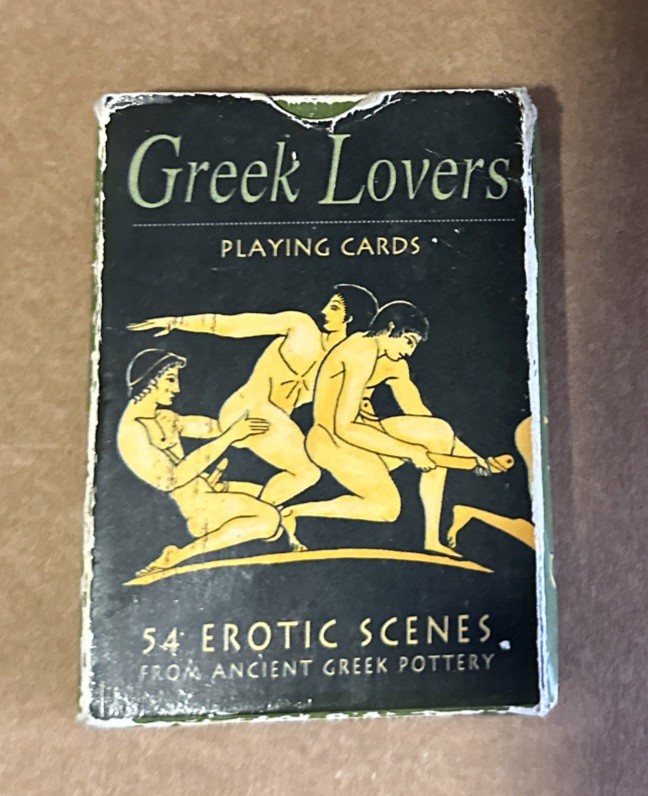 Greek Lovers
PLAYING CARDS
54 EROTIC SCENES
FROM ANCIENT GREEK POTTERY